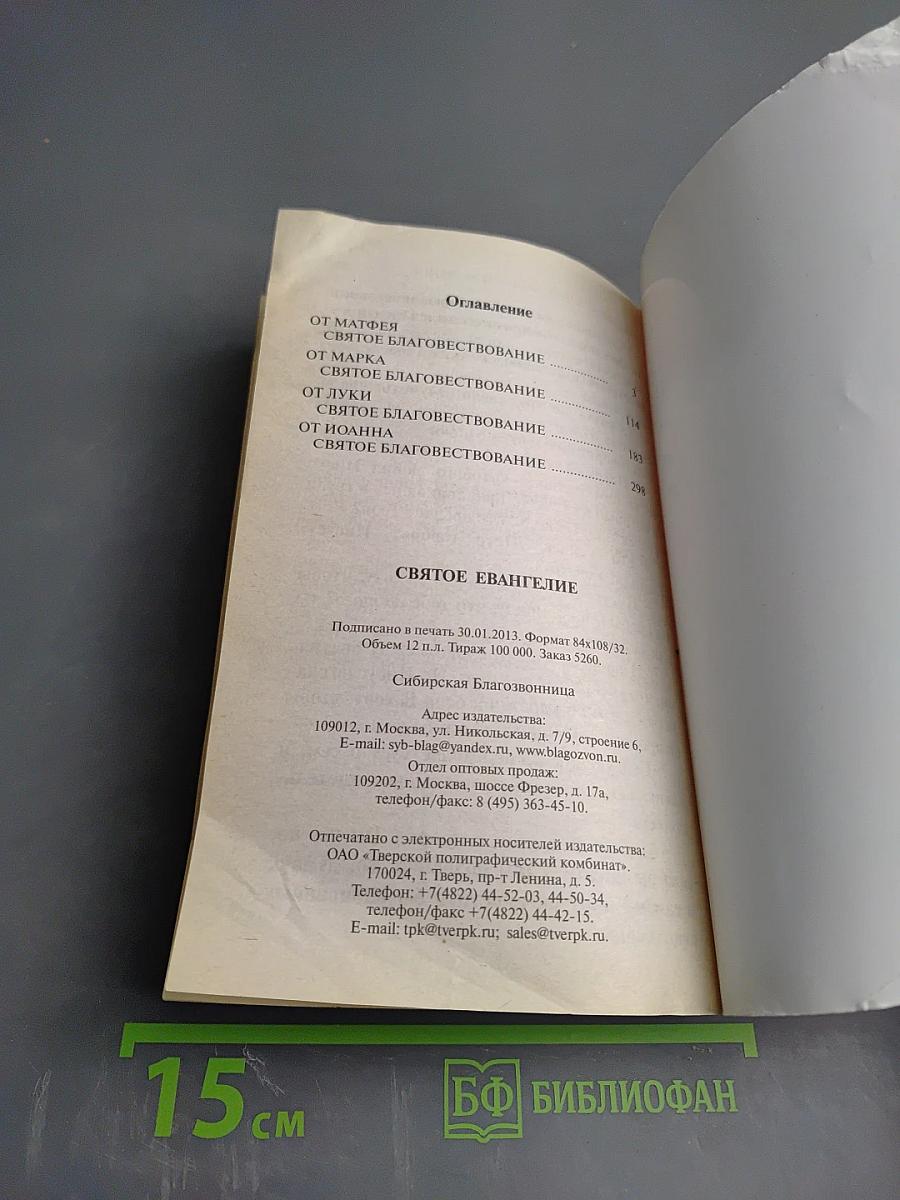 Оглавление
ОТ МАТФЕЯ
СВЯТОЕ БЛАГОВЕСТВОВАНИЕ .............. 3
ОТ МАРКА
СВЯТОЕ БЛАГОВЕСТВОВАНИЕ .............. 114
ОТ ЛУКИ
СВЯТОЕ БЛАГОВЕСТВОВАНИЕ .............. 183
ОТ ИОАННА
СВЯТОЕ БЛАГОВЕСТВОВАНИЕ .............. 298
СВЯТОЕ ЕВАНГЕЛИЕ
Подписано в печать 30.01.2013. Формат 84х108/32.
Объем 12 п.л. Тираж 100 000. Заказ 5260.
Сибирская Благозвонница
Адрес издательства:
109012, г. Москва, ул. Никольская, д. 7/9, строение 6,
E-mail: syb-blag@yandex.ru, www.blagozvon.ru.
Отдел оптовых продаж:
109202, г. Москва, шоссе Фрезер, д. 17а,
телефон/факс: 8 (495) 363-45-10.
Отпечатано с электронных носителей издательства;
ОАО «Тверской полиграфический комбинат».
170024, г. Тверь, пр-т Ленина, д. 5.
Телефон: +7(4822) 44-52-03, 44-50-34,
телефон/факс +7(4822) 44-42-15.
E-mail: tpk@tverpk.ru; sales@tverpk.ru.
15 см
БФ БИБЛИОФАН